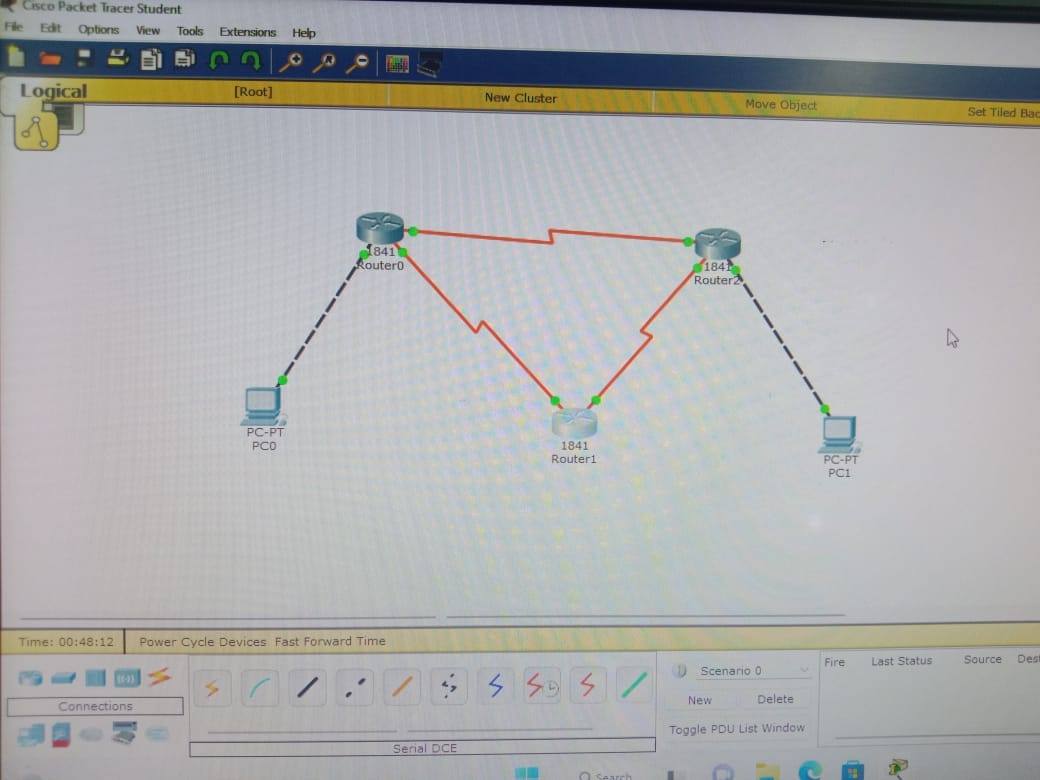 Cisco Packet Tracer Student
File Edit Options View Tools Extensions Help
Logical [Root] New Cluster Move Object Set Tiled Bac
1841
Router0
1841
Router2
PC-PT
PC0
1841
Router1
PC-PT
PC1
Time: 00:48:12 Power Cycle Devices Fast Forward Time
Scenario 0
Fire Last Status Source Dest
New Delete
Connections
Toggle PDU List Window
Serial DCE
Search